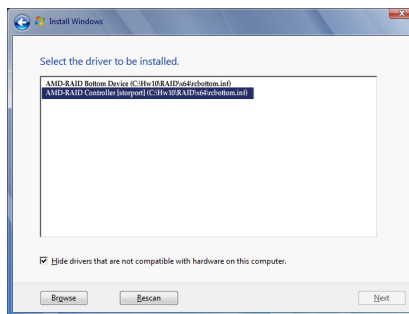 Install Windows
Select the driver to be installed.
AMD-RAID Bottom Device (C:\Hw10\RAID\x64\rcbottom.inf)
AMD-RAID Controller [storport] (C:\Hw10\RAID\x64\rcbottom.inf)
Hide drivers that are not compatible with hardware on this computer.
Browse
Rescan
Next